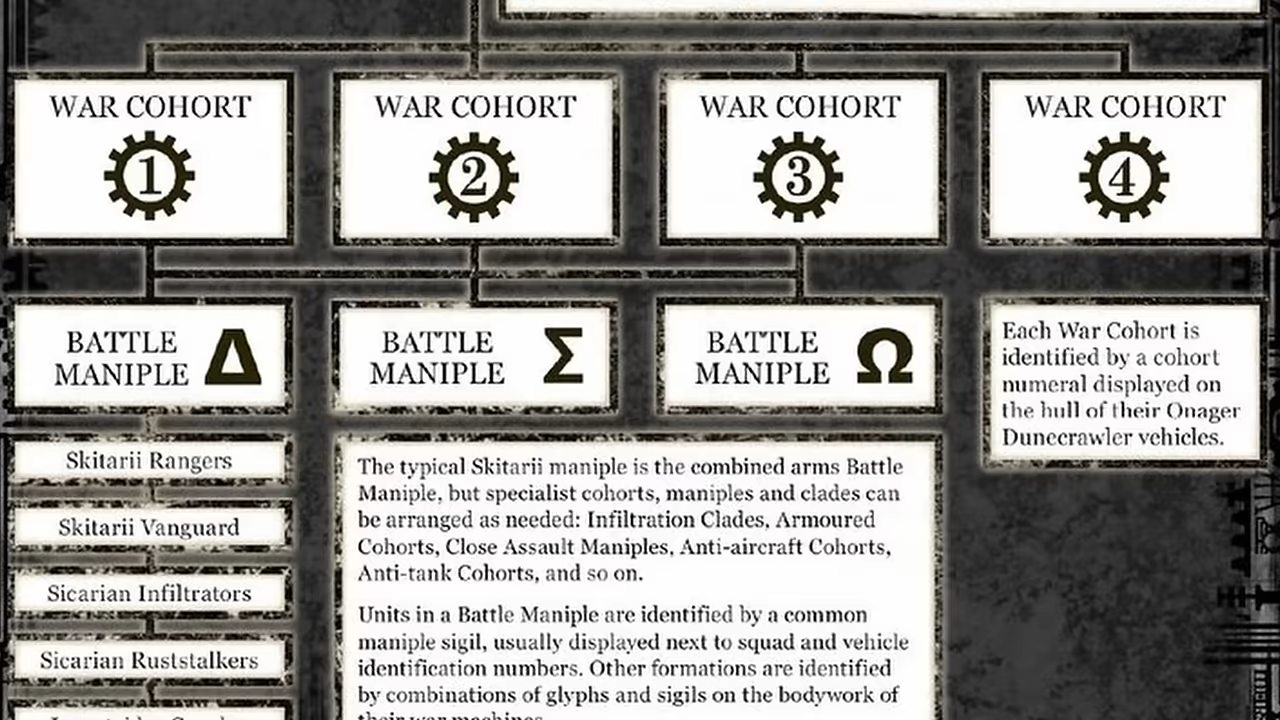 WAR COHORT
1
WAR COHORT
2
WAR COHORT
3
WAR COHORT
4
BATTLE
MANIPLE Δ
BATTLE
MANIPLE Σ
BATTLE
MANIPLE Ω
Each War Cohort is
identified by a cohort
numeral displayed on
the hull of their Onager
Dunecrawler vehicles.
Skitarii Rangers
Skitarii Vanguard
Sicarian Infiltrators
Sicarian Ruststalkers
The typical Skitarii maniple is the combined arms Battle
Maniple, but specialist cohorts, maniples and clades can
be arranged as needed: Infiltration Clades, Armoured
Cohorts, Close Assault Maniples, Anti-aircraft Cohorts,
Anti-tank Cohorts, and so on.
Units in a Battle Maniple are identified by a common
maniple sigil, usually displayed next to squad and vehicle
identification numbers. Other formations are identified
by combinations of glyphs and sigils on the bodywork of
their war machines.